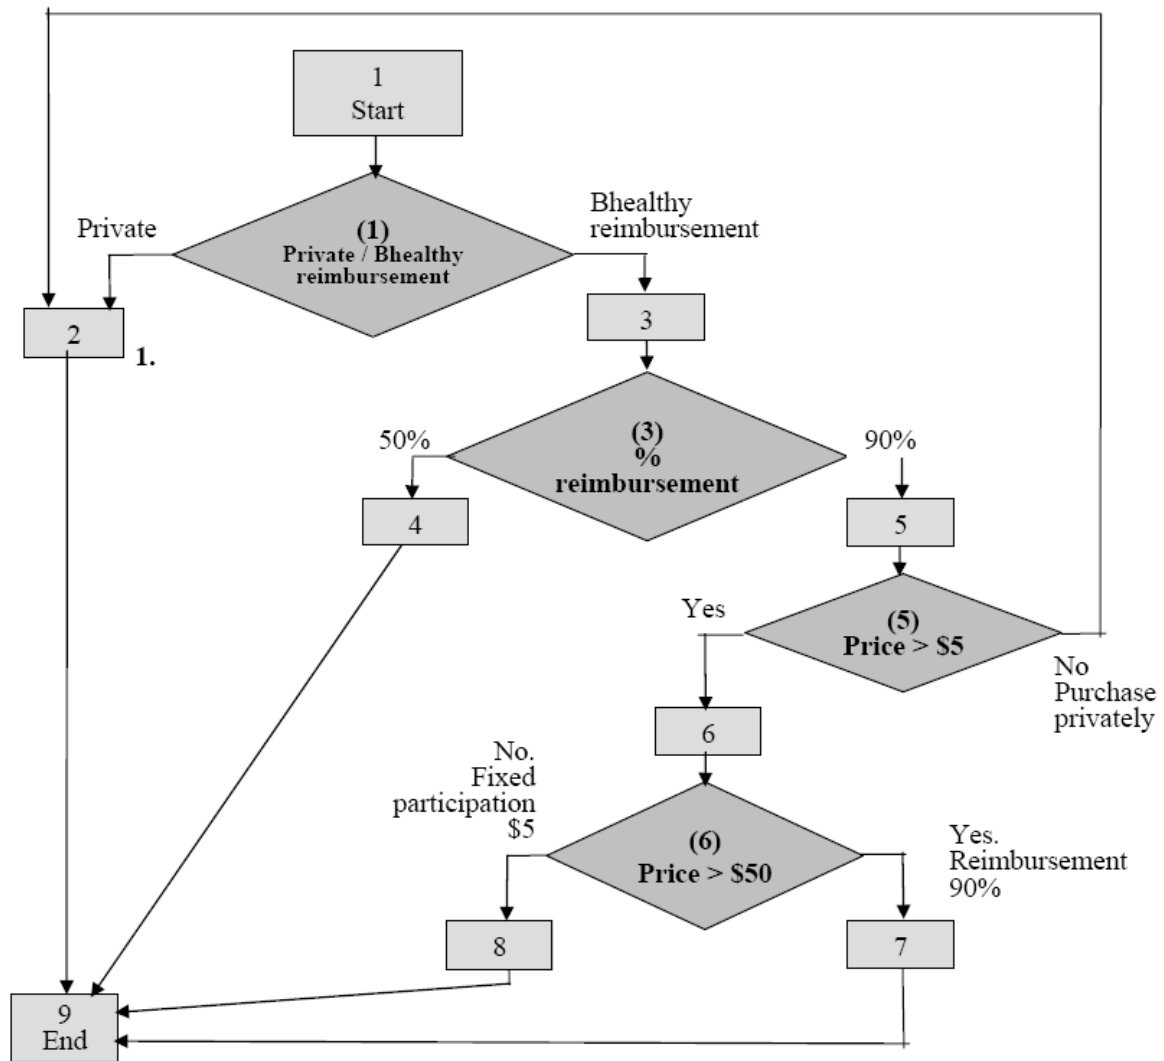 1
Start
Private
(1)
Private / Bhealthy
reimbursement
Bhealthy
reimbursement
2
1.
3
50%
(3)
%
reimbursement
90%
4
5
Yes
(5)
Price > $5
No
Purchase
privately
6
No.
Fixed
participation
$5
(6)
Price > $50
Yes.
Reimbursement
90%
8
7
9
End